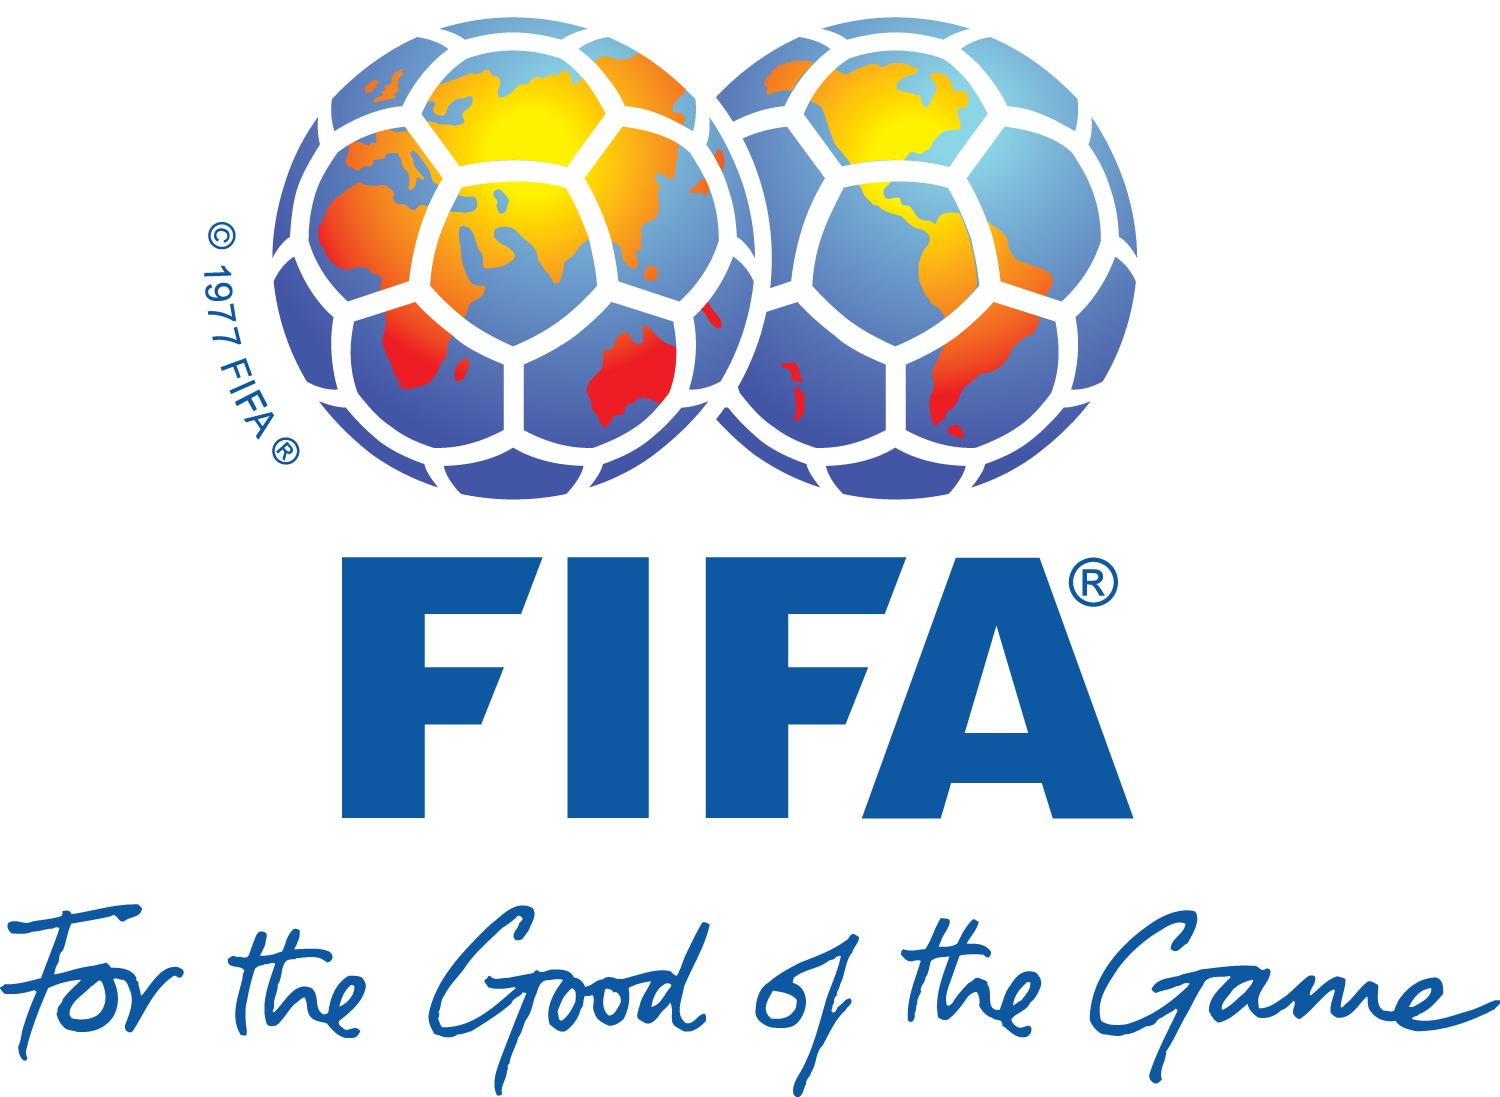 © 1977 FIFA ®
FIFA®
For the Good of the Game